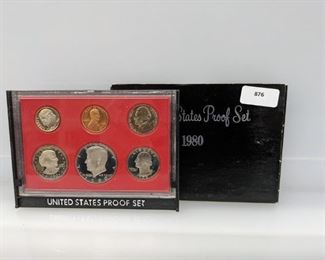 876
States Proof Set
1980
UNITED STATES PROOF SET